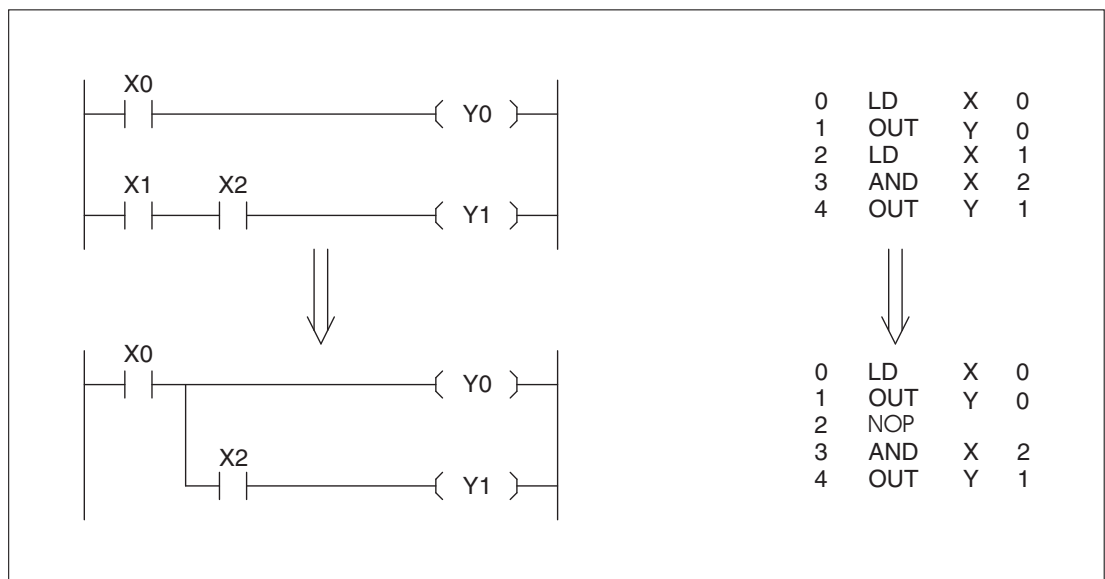 X0
Y0
X1 X2
Y1
0 LD X 0
1 OUT Y 0
2 LD X 1
3 AND X 2
4 OUT Y 1
X0
Y0
X2
Y1
0 LD X 0
1 OUT Y 0
2 NOP
3 AND X 2
4 OUT Y 1